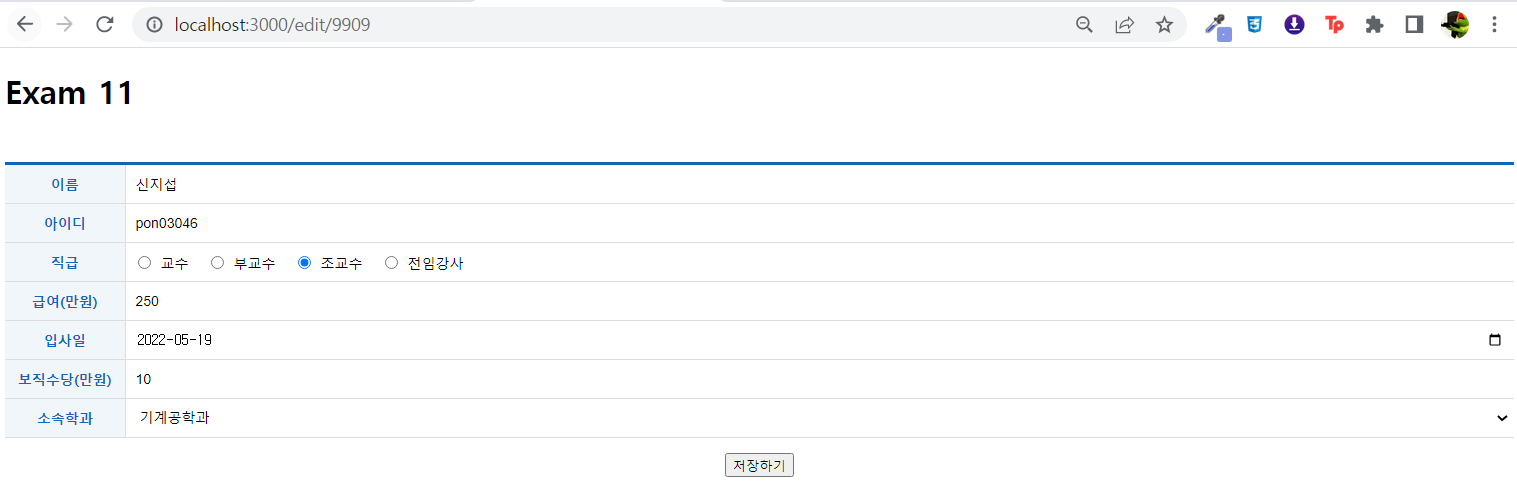 localhost:3000/edit/9909
Tp
Exam 11
이름 신지섭
아이디 pon03046
직급 교수 부교수 조교수 전임강사
급여(만원) 250
입사일 2022-05-19
보직수당(만원) 10
소속학과 기계공학과
저장하기